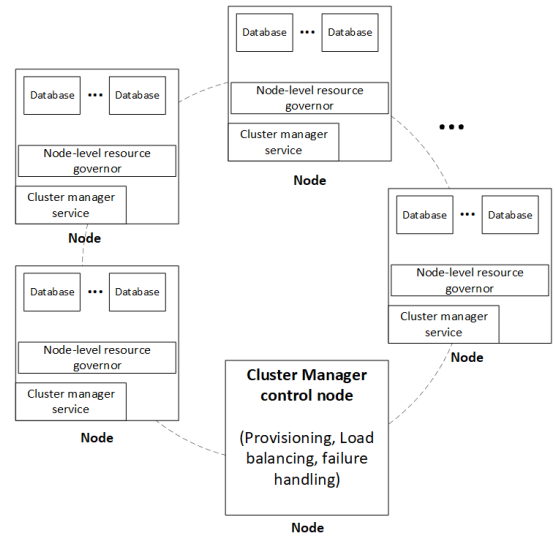 Database ••• Database
Node-level resource
governor
Cluster manager
service
Node
•••
Database ••• Database
Node-level resource
governor
Cluster manager
service
Node
Database ••• Database
Node-level resource
governor
Cluster manager
service
Node
Database ••• Database
Node-level resource
governor
Cluster manager
service
Node
Cluster Manager
control node
(Provisioning, Load
balancing, failure
handling)
Node